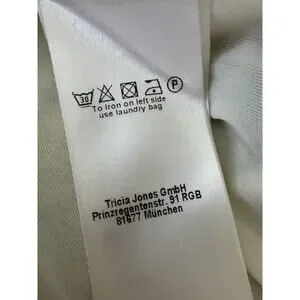 30 P
To iron on left side
use laundry bag
Tricia Jones GmbH
Prinzregentenstr. 91 RGB
81677 München